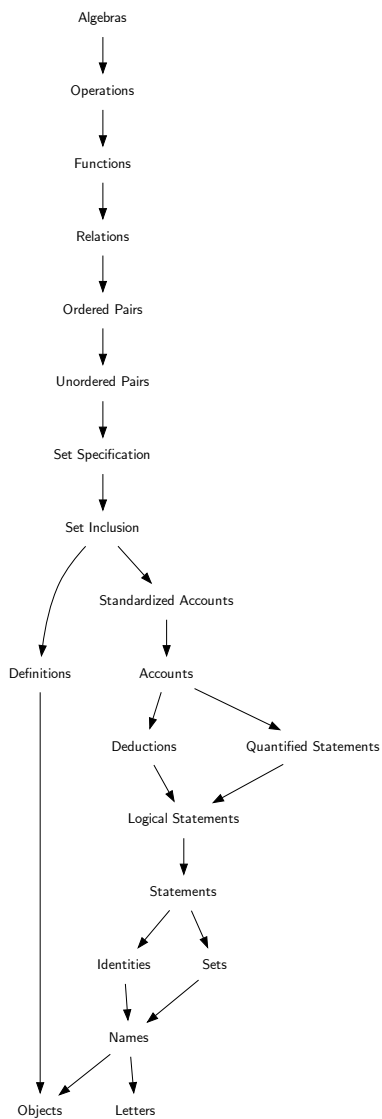 Algebras
Operations
Functions
Relations
Ordered Pairs
Unordered Pairs
Set Specification
Set Inclusion
Standardized Accounts
Definitions
Accounts
Deductions
Quantified Statements
Logical Statements
Statements
Identities
Sets
Names
Objects
Letters